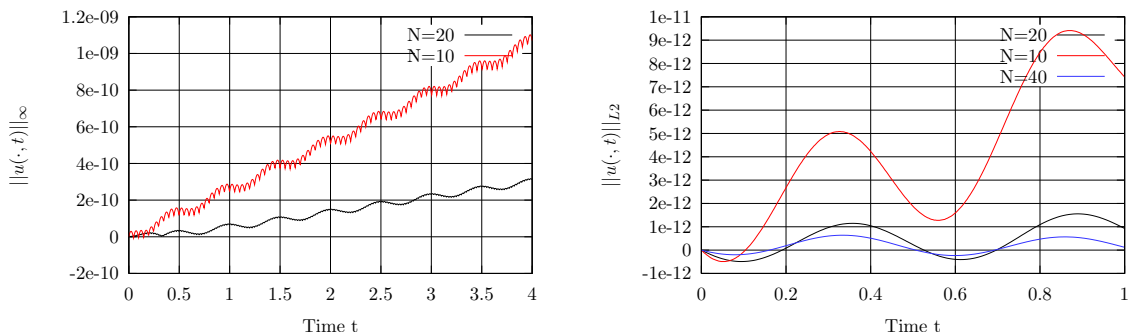 1.2e-09
1e-09
8e-10
6e-10
4e-10
2e-10
0
-2e-10
||u(·, t)||∞
N=20
N=10
0 0.5 1 1.5 2 2.5 3 3.5 4
Time t
1e-11
9e-12
8e-12
7e-12
6e-12
5e-12
4e-12
3e-12
2e-12
1e-12
0
-1e-12
||u(·, t)||L2
N=20
N=10
N=40
0 0.2 0.4 0.6 0.8 1
Time t